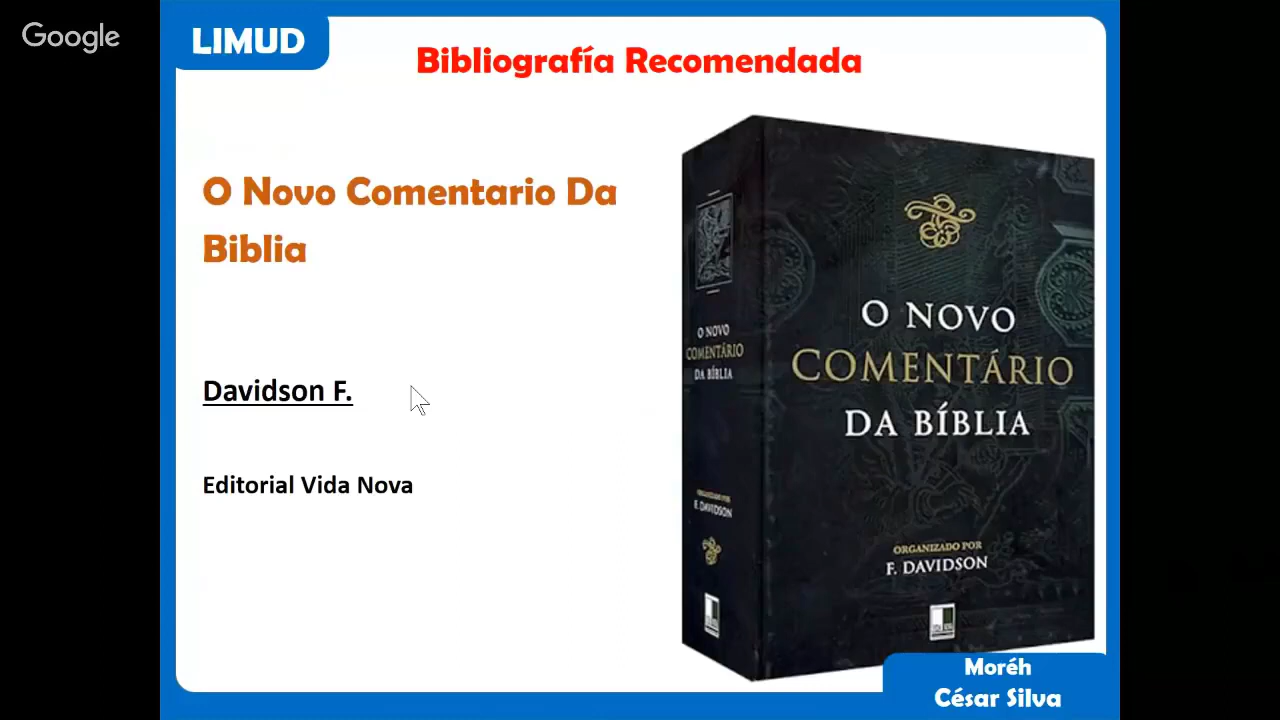 Google
LIMUD
Bibliografía Recomendada
O Novo Comentario Da
Biblia
Davidson F.
Editorial Vida Nova
O NOVO
COMENTÁRIO
DA BÍBLIA
ORGANIZADO POR
F. DAVIDSON
O NOVO
COMENTÁRIO
DA BÍBLIA
ORGANIZADO POR
F. DAVIDSON
Moréh
César Silva